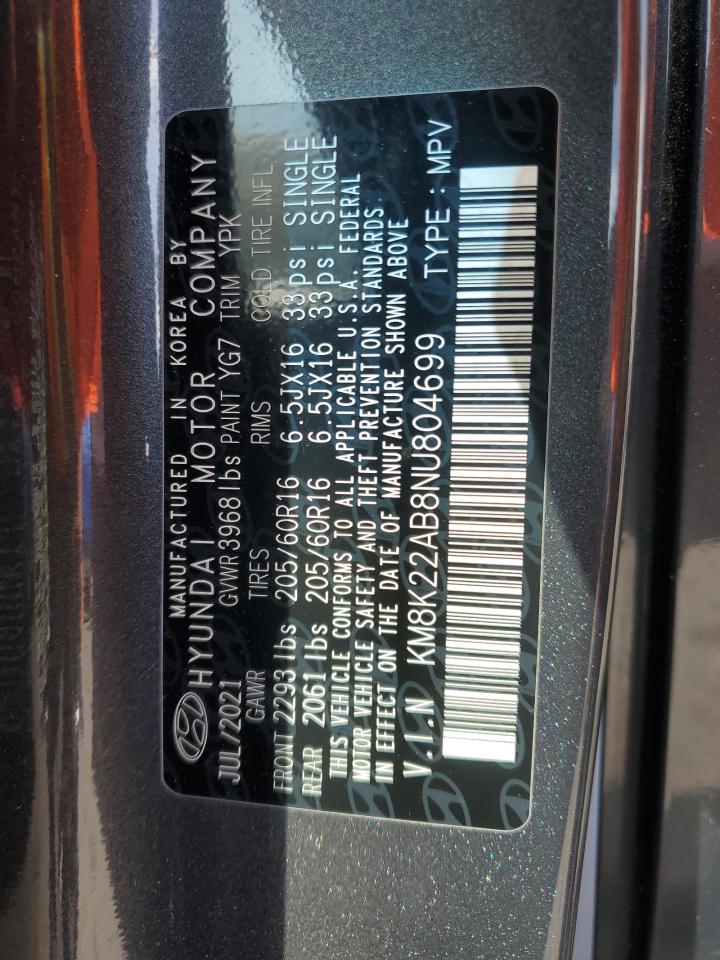 MANUFACTURED IN KOREA BY
HYUNDAI MOTOR COMPANY
JUL/2021 GVWR 3968 lbs PAINT YG7 TRIM YPK
GAWR TIRES RIMS COLD TIRE INFL
FRONT 2293 lbs 205/60R16 6.5JX16 33psi SINGLE
REAR 2061 lbs 205/60R16 6.5JX16 33psi SINGLE
THIS VEHICLE CONFORMS TO ALL APPLICABLE U.S.A. FEDERAL
MOTOR VEHICLE SAFETY AND THEFT PREVENTION STANDARDS
IN EFFECT ON THE DATE OF MANUFACTURE SHOWN ABOVE
V.I.N KM8K22AB8NU804699 TYPE : MPV